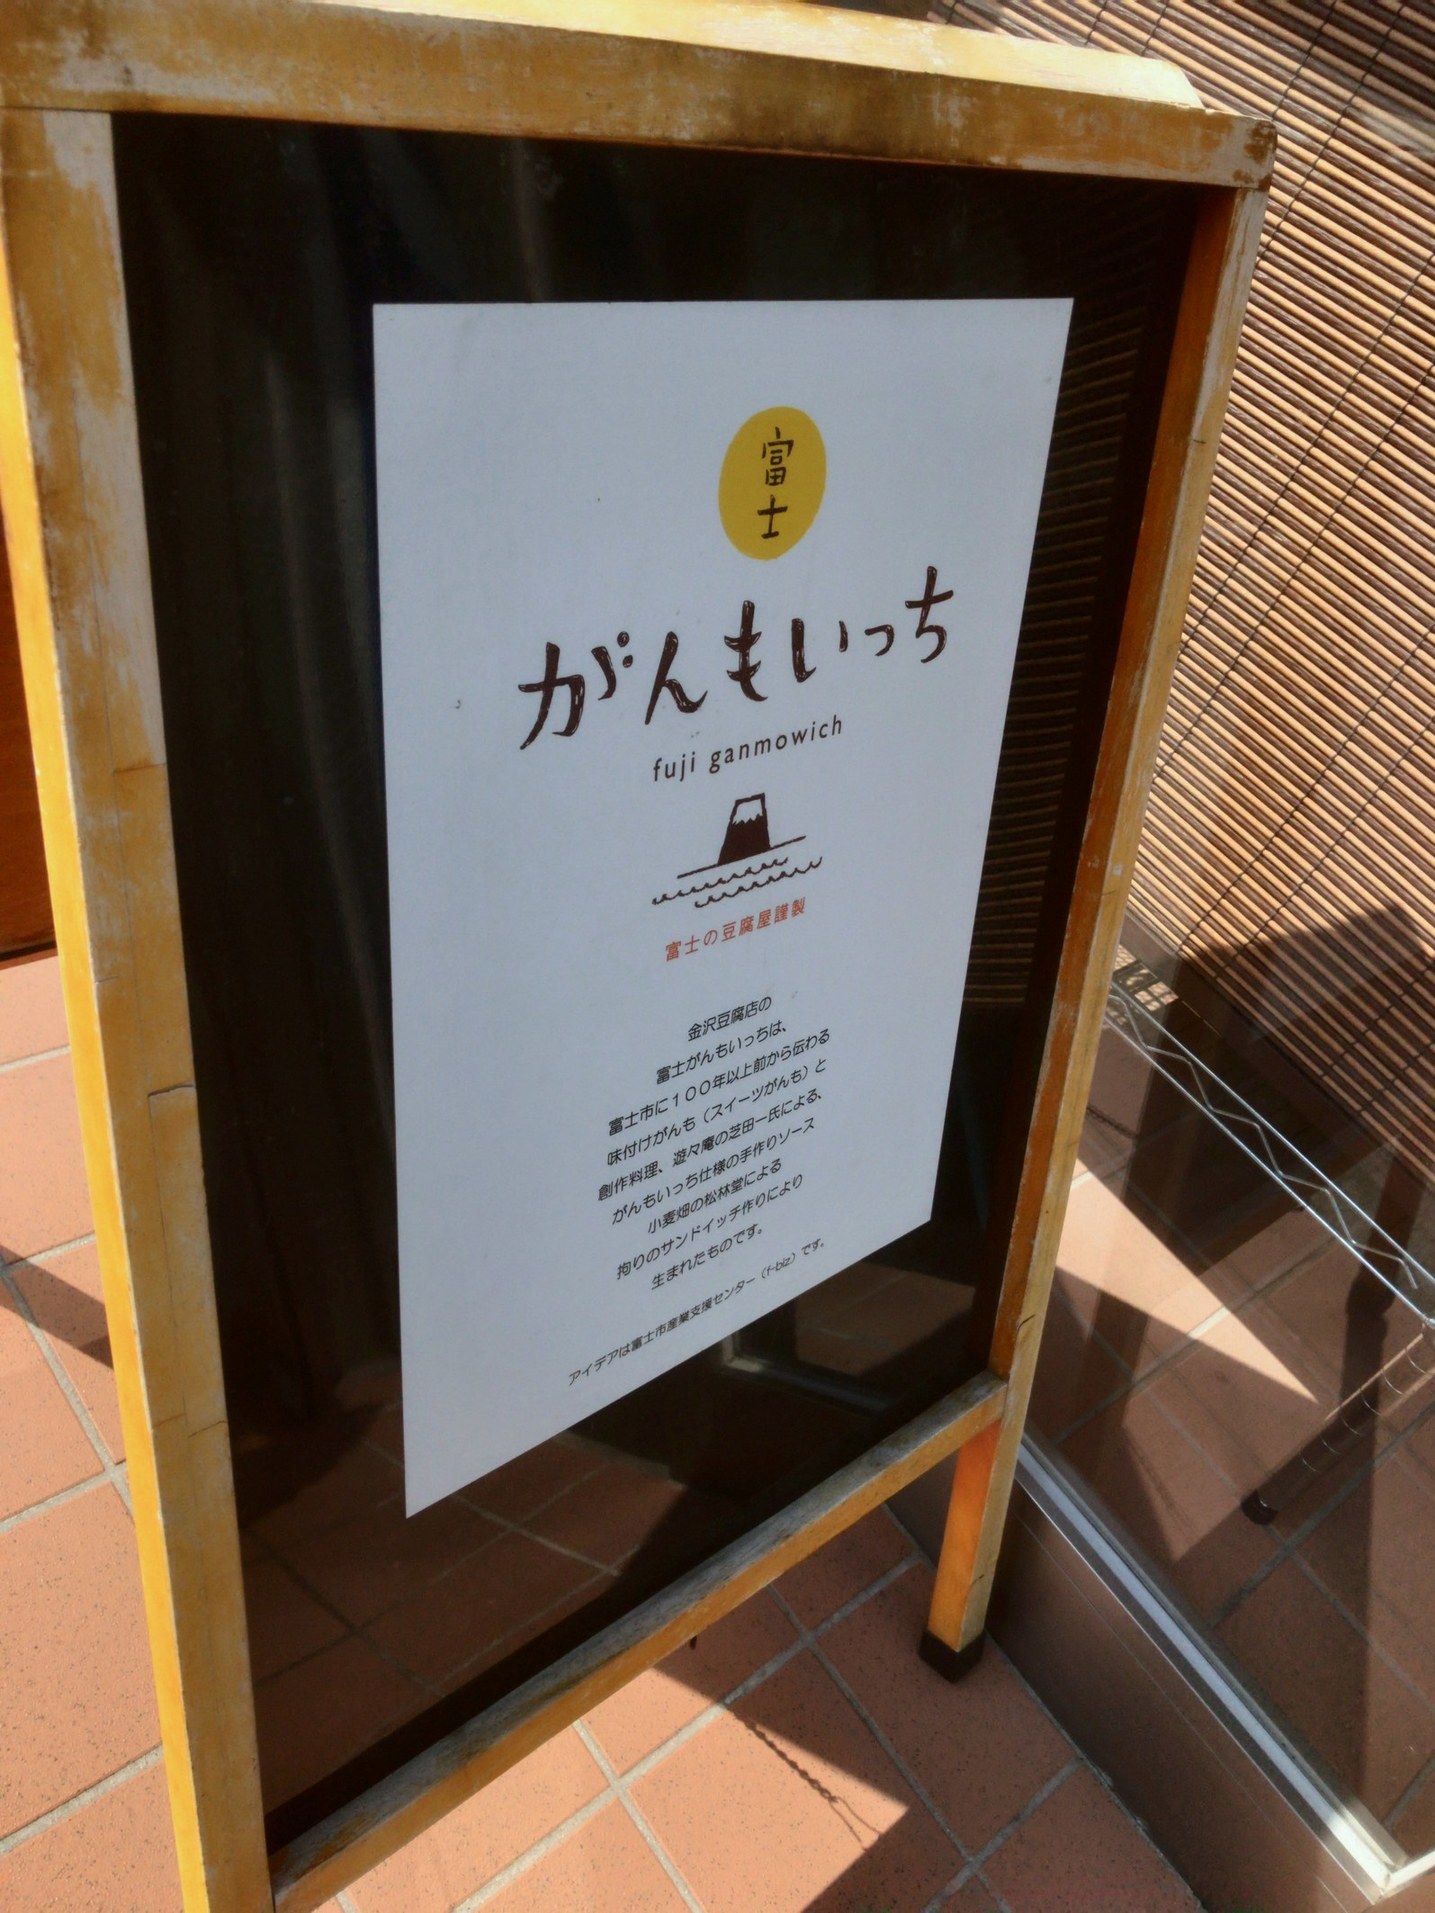 富士
がんもいっち
fuji ganmowich
富士の豆腐屋謹製
金沢豆腐店の
富士がんもいっちは、
富士市に１００年以上前から伝わる
味付けがんも（スイーツがんも）と
創作料理、遊々庵の芝田一氏による、
がんもいっち仕様の手作りソース
小麦畑の松林堂による
拘りのサンドイッチ作りにより
生まれたものです。
アイデアは富士市産業支援センター（f-biz）です。